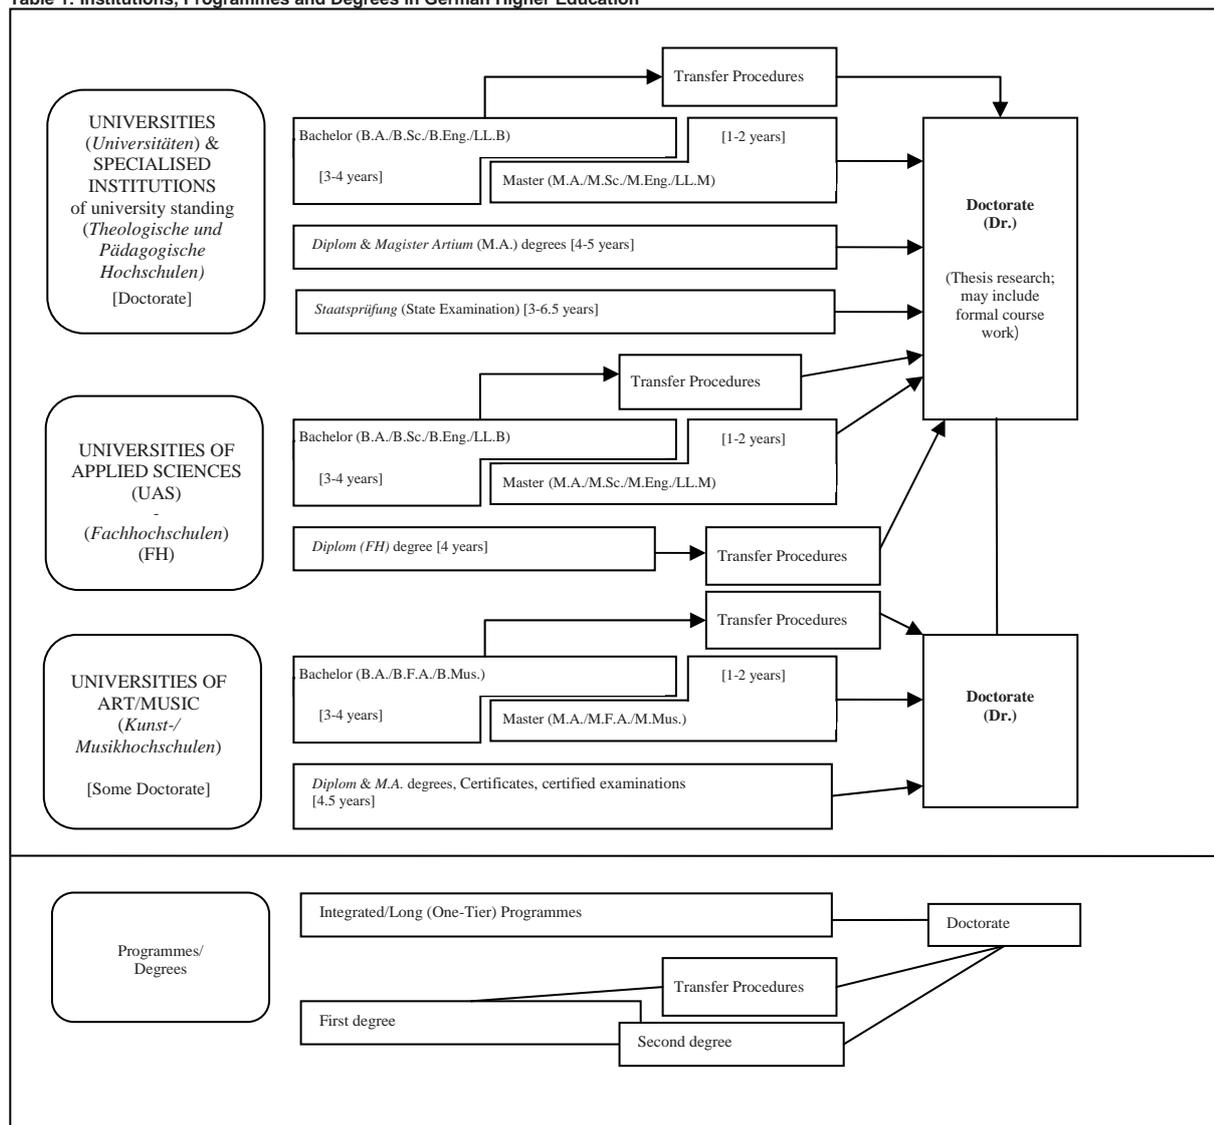 Table 1: Institutions, Programmes and Degrees in German Higher Education
Transfer Procedures
UNIVERSITIES
(Universitäten) &
SPECIALISED
INSTITUTIONS
of university standing
(Theologische und
Pädagogische
Hochschulen)
[Doctorate]
Bachelor (B.A./B.Sc./B.Eng./LL.B)
[3-4 years]
[1-2 years]
Master (M.A./M.Sc./M.Eng./LL.M)
Diplom & Magister Artium (M.A.) degrees [4-5 years]
Staatsprüfung (State Examination) [3-6.5 years]
Doctorate
(Dr.)
(Thesis research;
may include
formal course
work)
Transfer Procedures
UNIVERSITIES OF
APPLIED SCIENCES
(UAS)
-
(Fachhochschulen)
(FH)
Bachelor (B.A./B.Sc./B.Eng./LL.B)
[3-4 years]
[1-2 years]
Master (M.A./M.Sc./M.Eng./LL.M)
Diplom (FH) degree [4 years]
Transfer Procedures
Transfer Procedures
UNIVERSITIES OF
ART/MUSIC
(Kunst-/
Musikhochschulen)
[Some Doctorate]
Bachelor (B.A./B.F.A./B.Mus.)
[3-4 years]
[1-2 years]
Master (M.A./M.F.A./M.Mus.)
Diplom & M.A. degrees, Certificates, certified examinations
[4.5 years]
Doctorate
(Dr.)
Programmes/
Degrees
Integrated/Long (One-Tier) Programmes
Doctorate
Transfer Procedures
First degree
Second degree